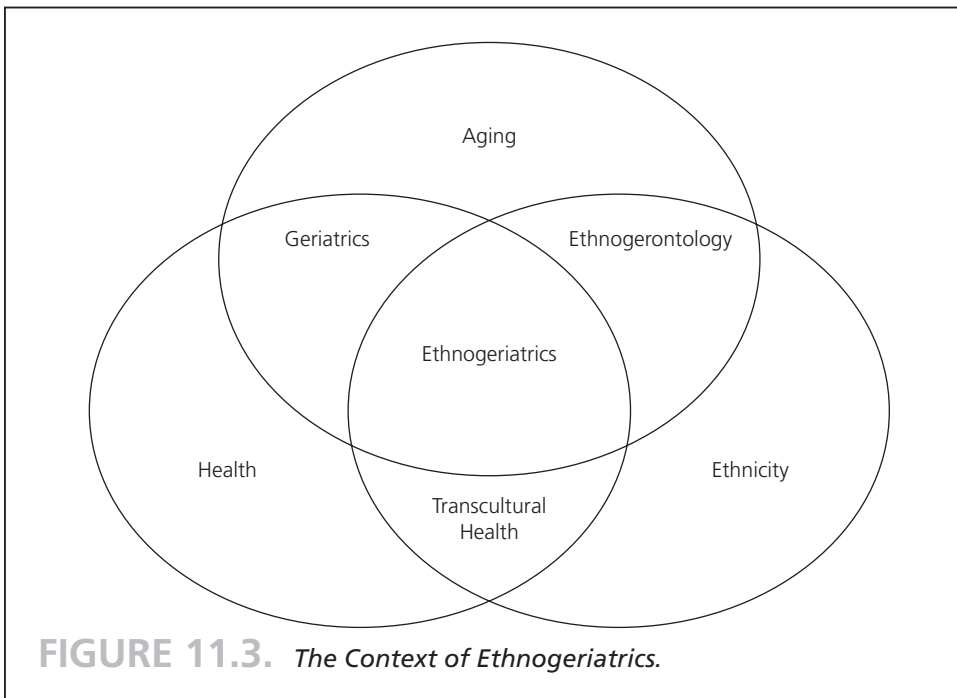 Aging
Geriatrics
Ethnogerontology
Ethnogeriatrics
Health
Ethnicity
Transcultural
Health
FIGURE 11.3. The Context of Ethnogeriatrics.